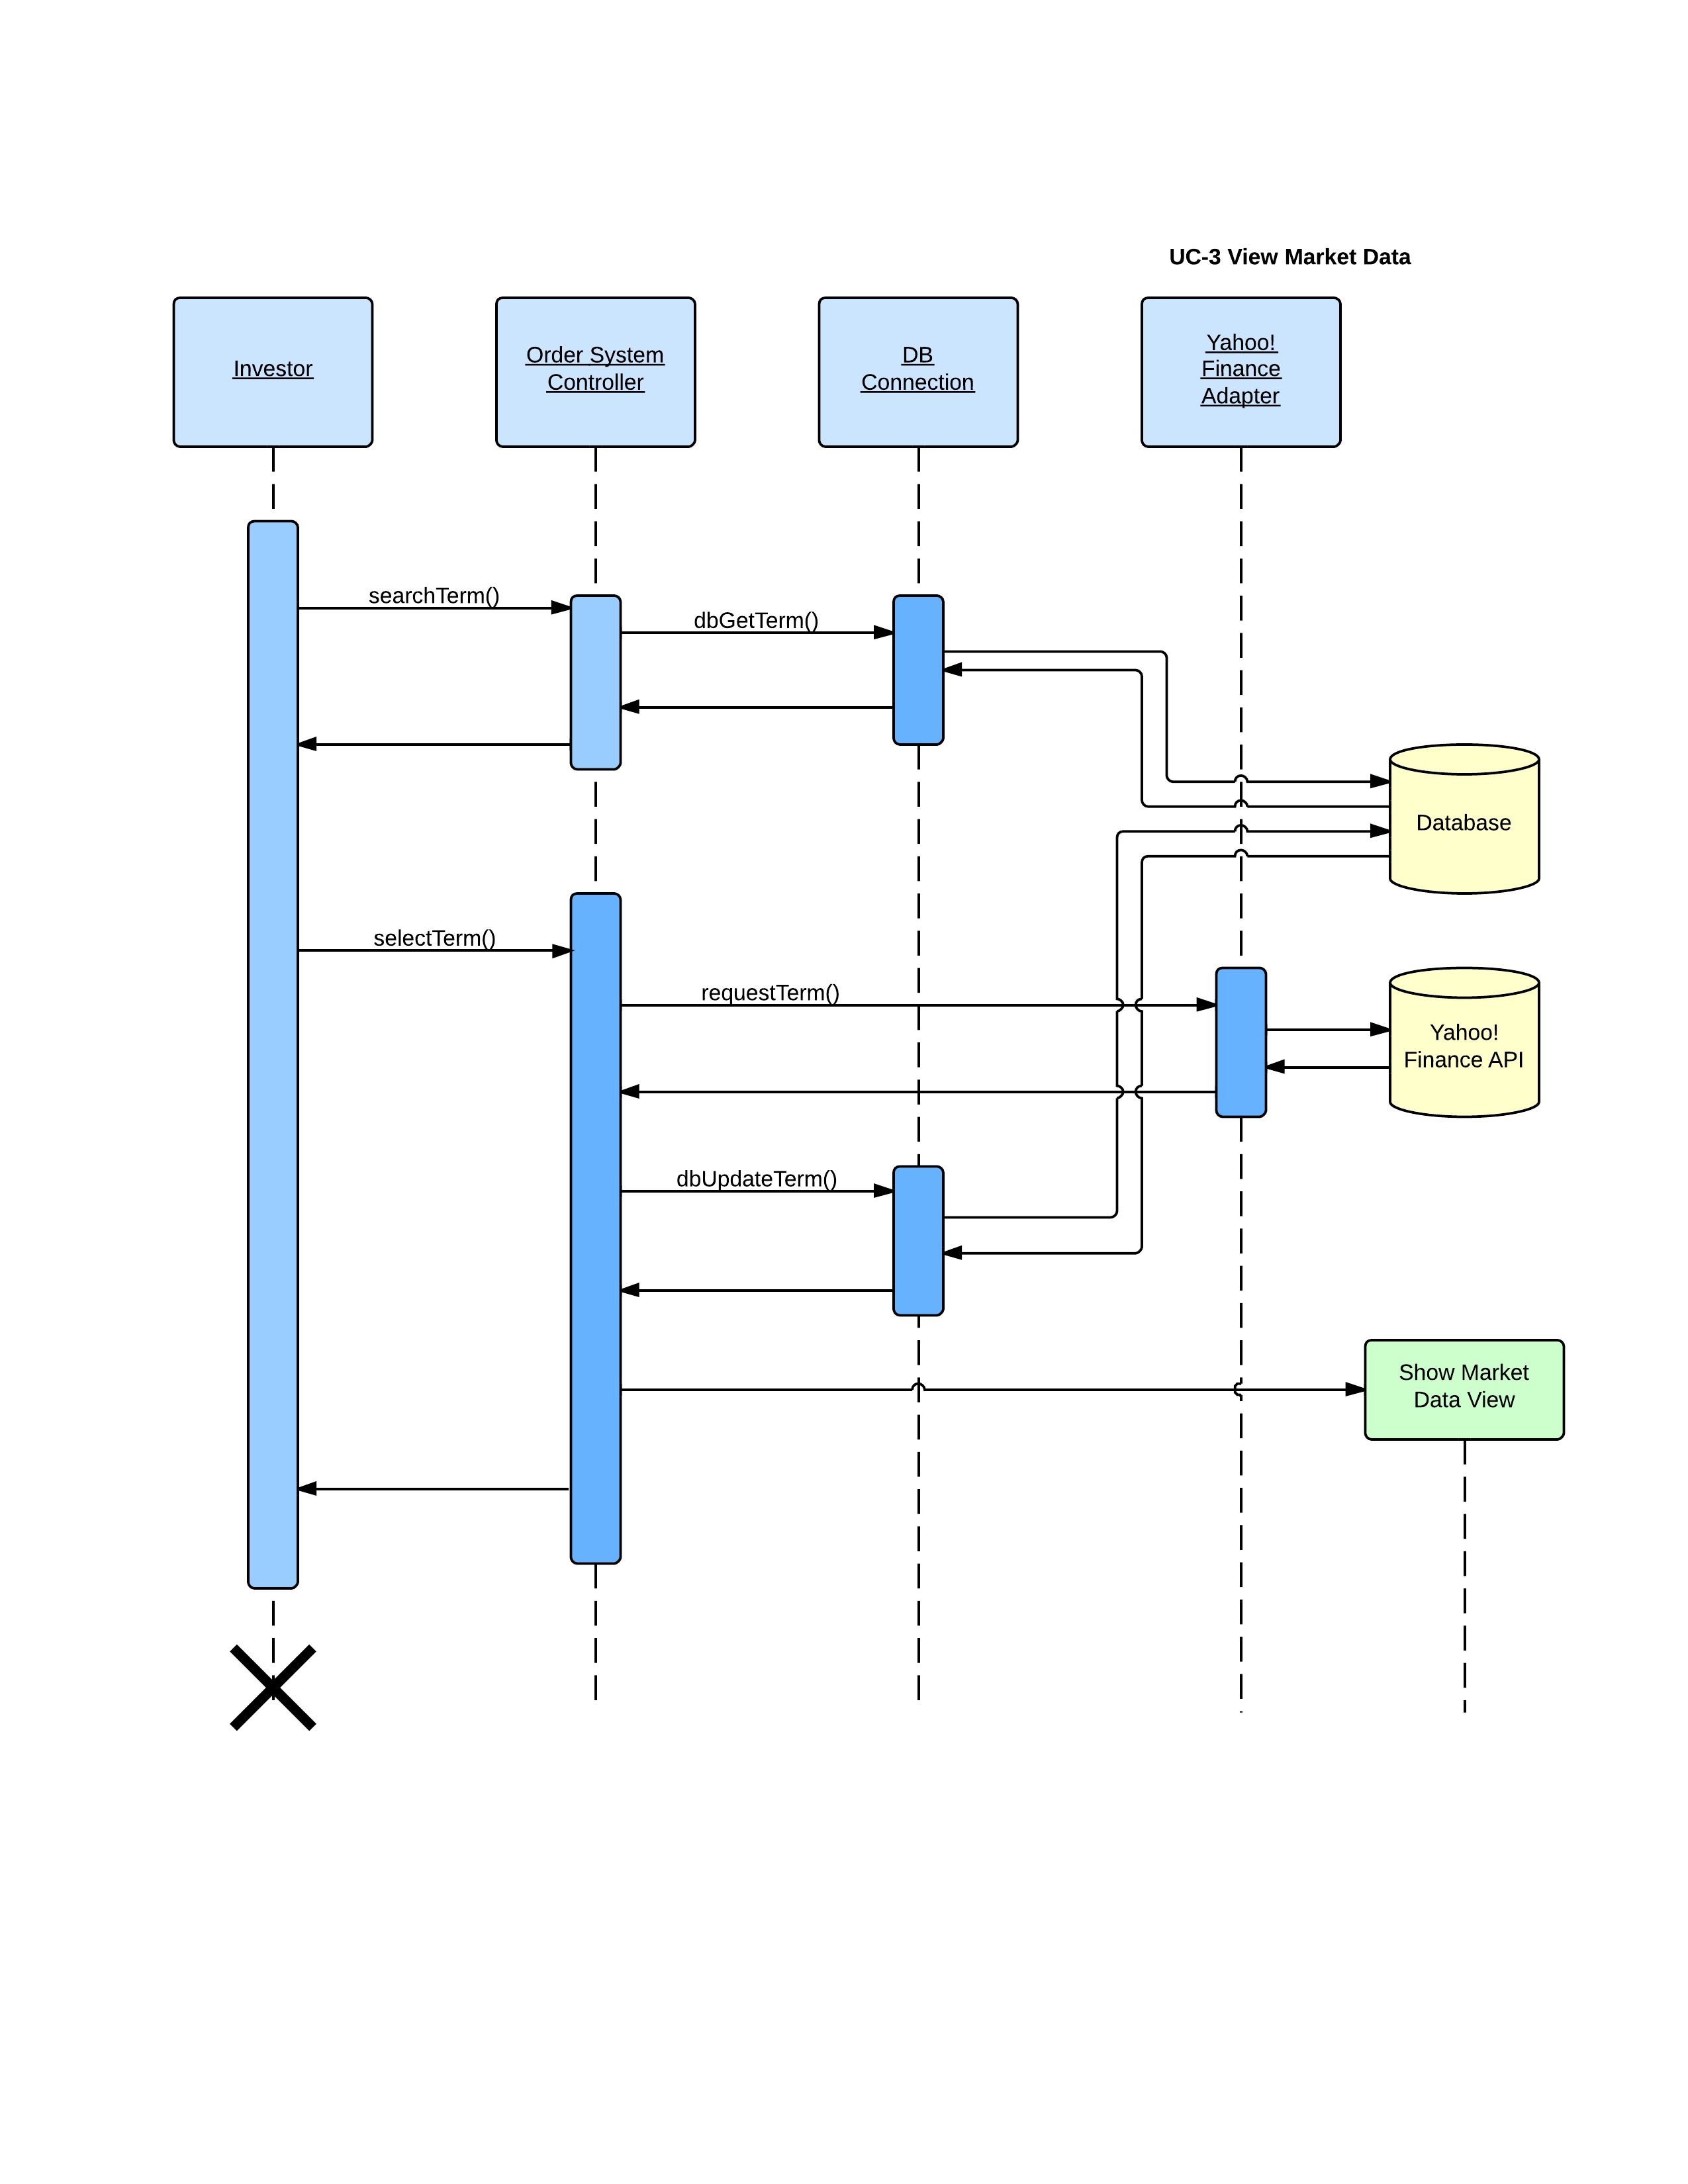 UC-3 View Market Data
Investor
Order System
Controller
DB
Connection
Yahoo!
Finance
Adapter
searchTerm()
dbGetTerm()
Database
selectTerm()
requestTerm()
Yahoo!
Finance API
dbUpdateTerm()
Show Market
Data View